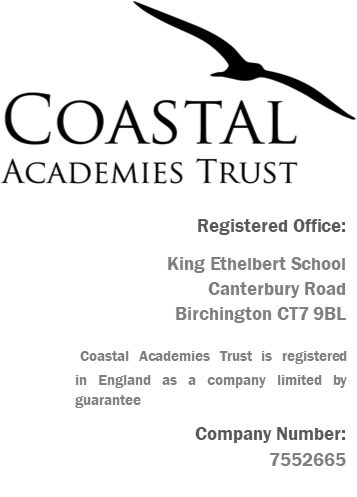 COASTAL
ACADEMIES TRUST
Registered Office:
King Ethelbert School
Canterbury Road
Birchington CT7 9BL
Coastal Academies Trust is registered
in England as a company limited by
guarantee
Company Number:
7552665